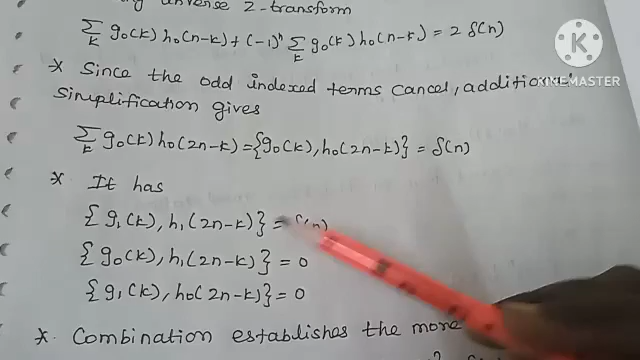 inverse Z-transform
∑ₖ g₀(k) h₀(n-k) + (-1)ⁿ ∑ₖ g₀(k) h₀(n-k) = 2 δ(n)
* Since the odd indexed terms cancel, additional
simplification gives
∑ₖ g₀(k) h₀(2n-k) = {g₀(k), h₀(2n-k)} = δ(n)
* It has
{g₁(k), h₁(2n-k)} = δ(n)
{g₀(k), h₁(2n-k)} = 0
{g₁(k), h₀(2n-k)} = 0
* Combination establishes the more
K
KINEMASTER